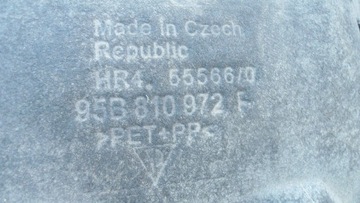 Made in Czech
Republic
HR4. 55566/0
95B 810 972 F
>PET+PP<